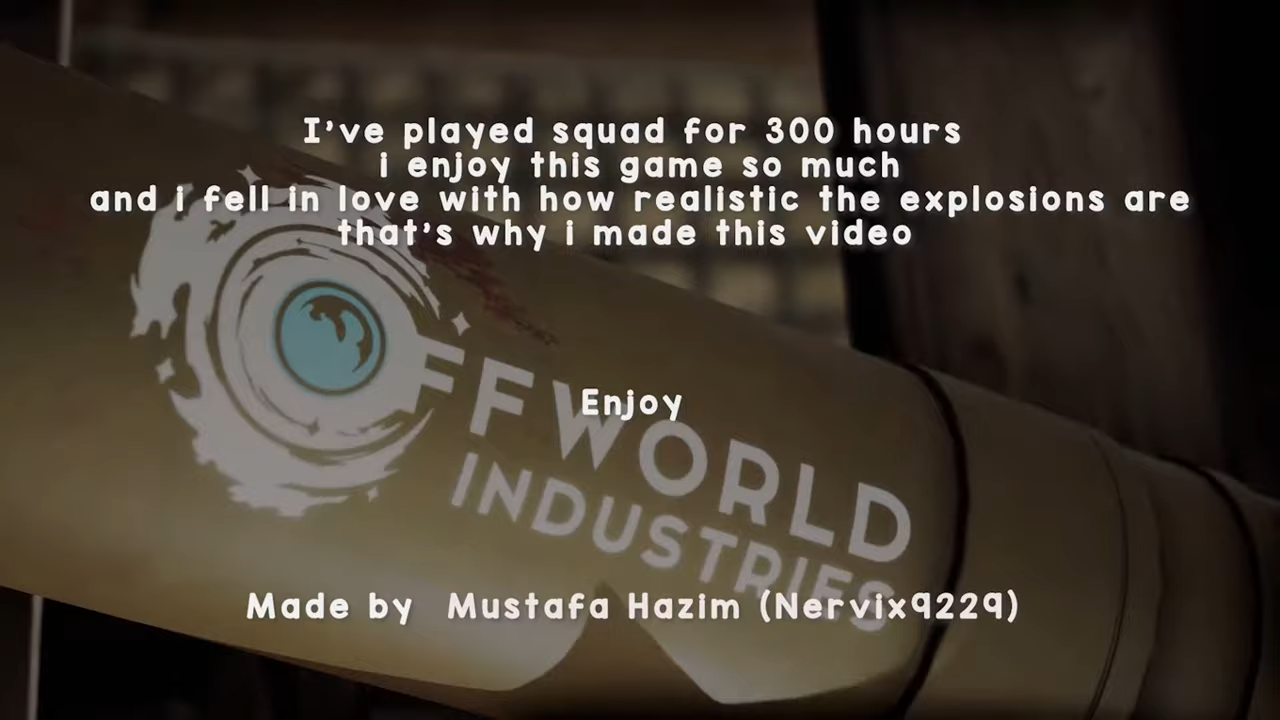 I've played squad for 300 hours
i enjoy this game so much
and i fell in love with how realistic the explosions are
that's why i made this video
Enjoy
OFFWORLD
INDUSTRIES
Made by Mustafa Hazim (Nervix9229)